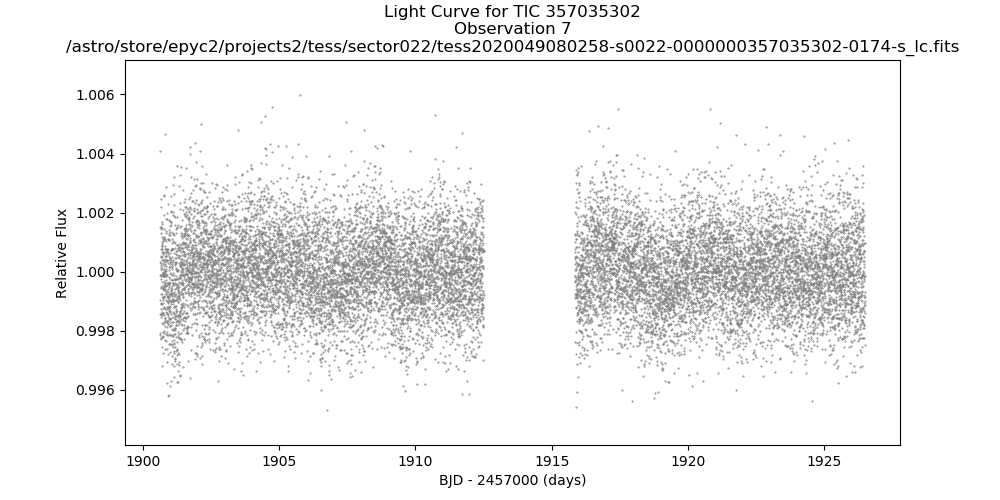 Light Curve for TIC 357035302
Observation 7
/astro/store/epyc2/projects2/tess/sector022/tess2020049080258-s0022-0000000357035302-0174-s_lc.fits
1.006
1.004
1.002
1.000
0.998
0.996
Relative Flux
1900
1905
1910
1915
1920
1925
BJD - 2457000 (days)